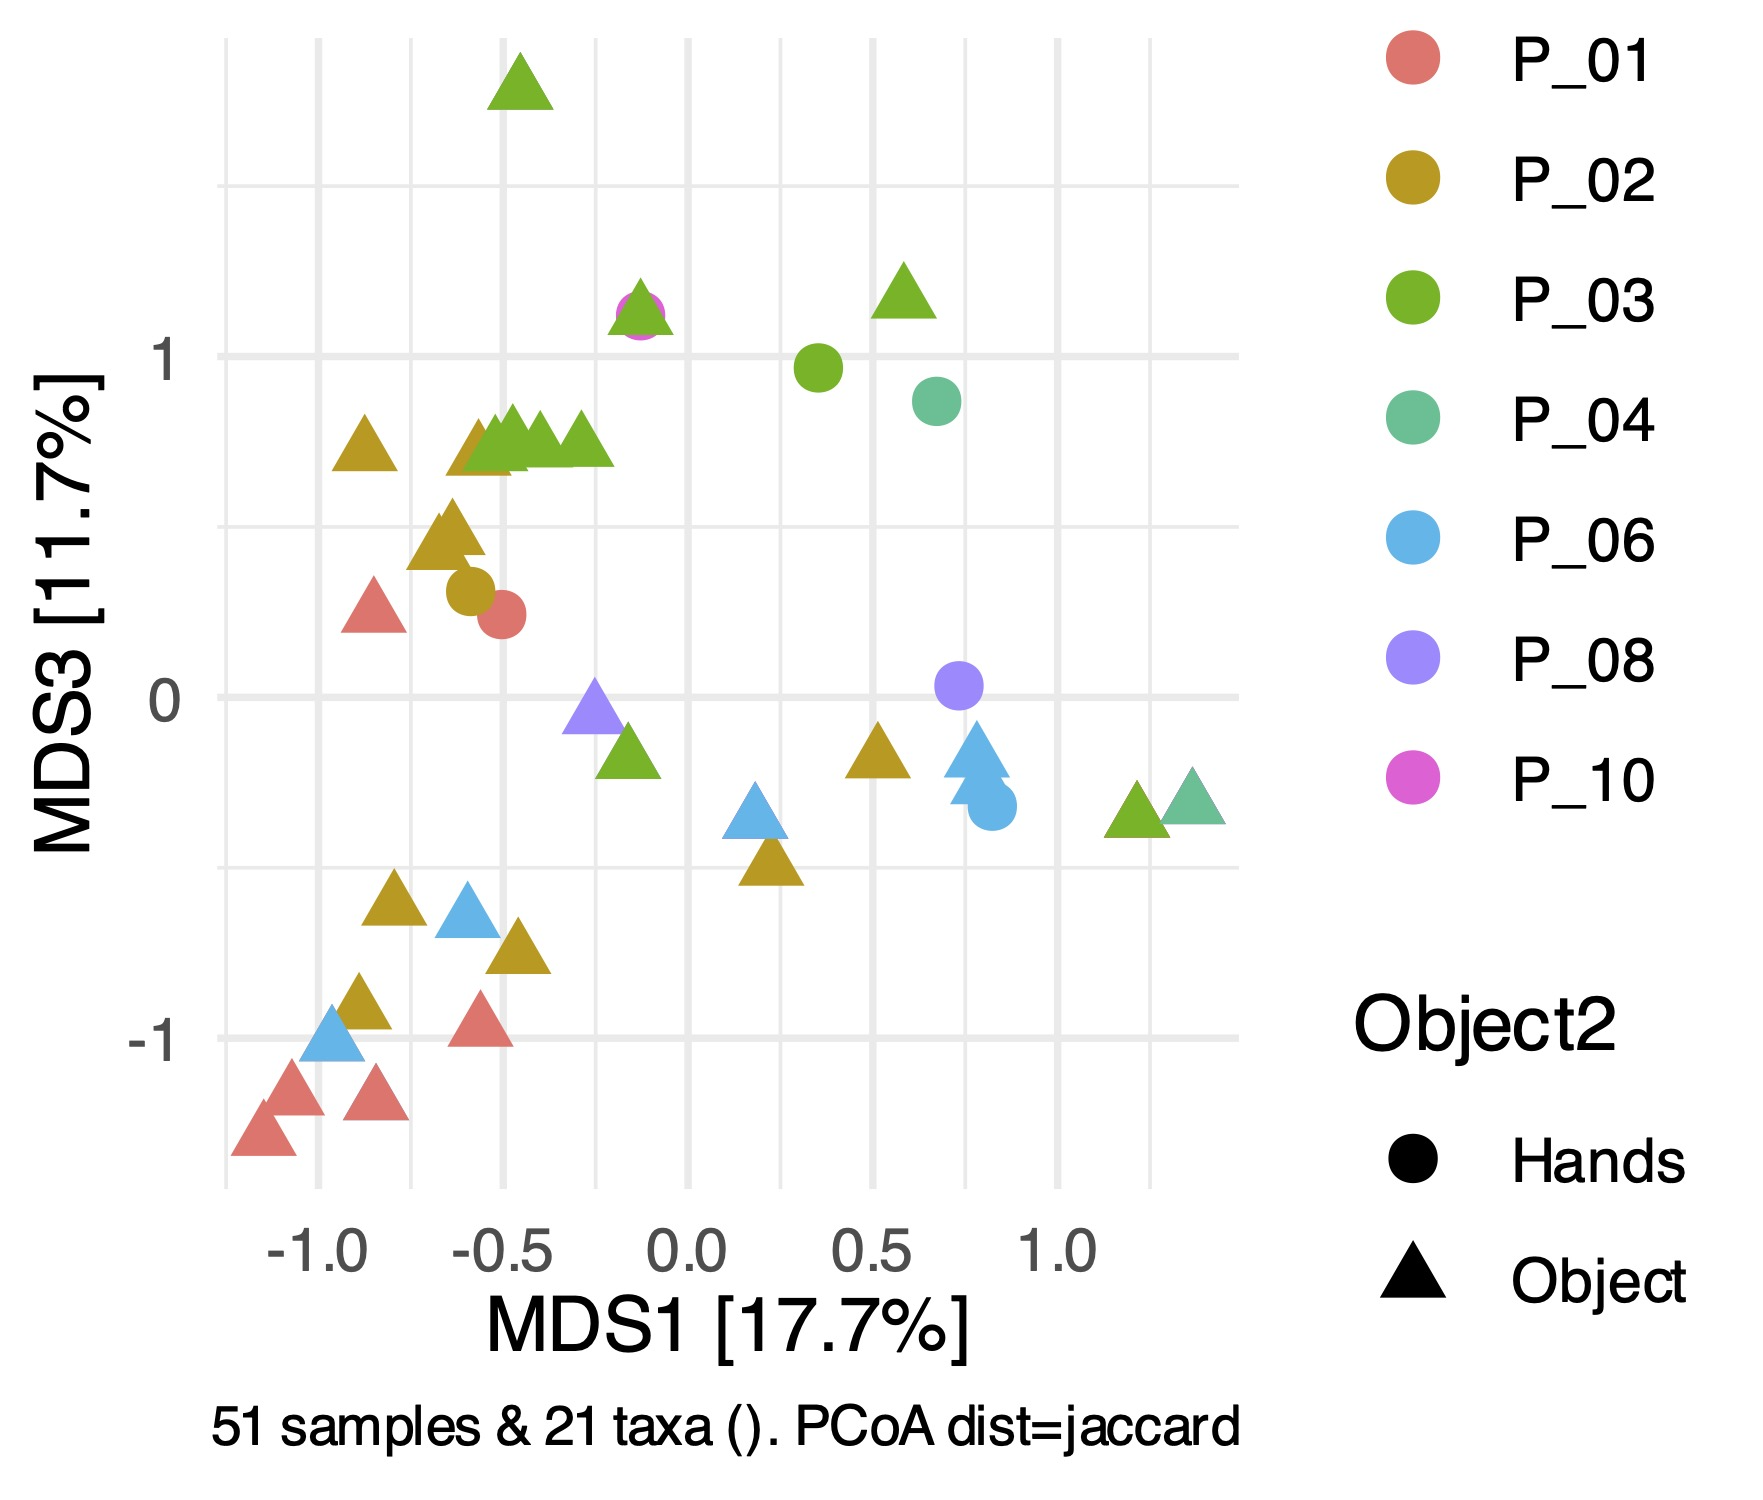 P_01
P_02
P_03
P_04
P_06
P_08
P_10
Object2
Hands
Object
1
0
-1
MDS3 [11.7%]
-1.0 -0.5 0.0 0.5 1.0
MDS1 [17.7%]
51 samples & 21 taxa (). PCoA dist=jaccard